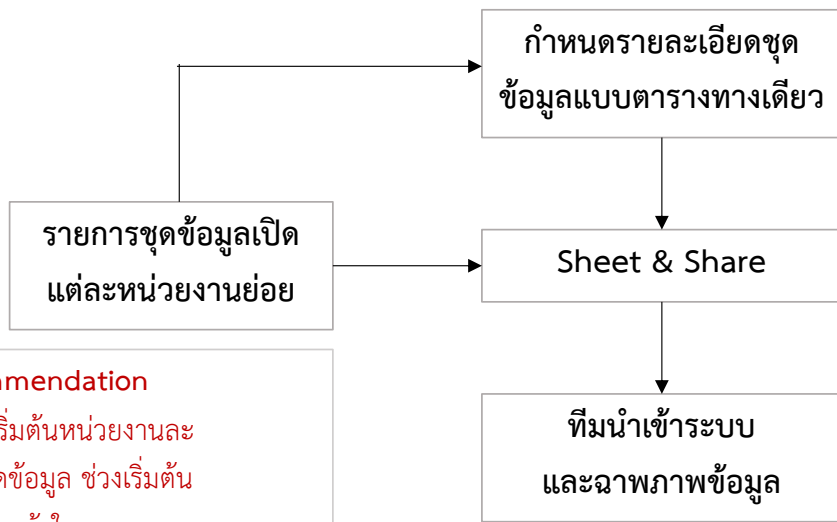 กำหนดรายละเอียดชุด
ข้อมูลแบบตารางทางเดียว
รายการชุดข้อมูลเปิด
แต่ละหน่วยงานย่อย
Sheet & Share
mmendation
เริ่มต้นหน่วยงานละ
ข้อมูล ช่วงเริ่มต้น
ทีมนำเข้าระบบ
และฉาพภาพข้อมูล